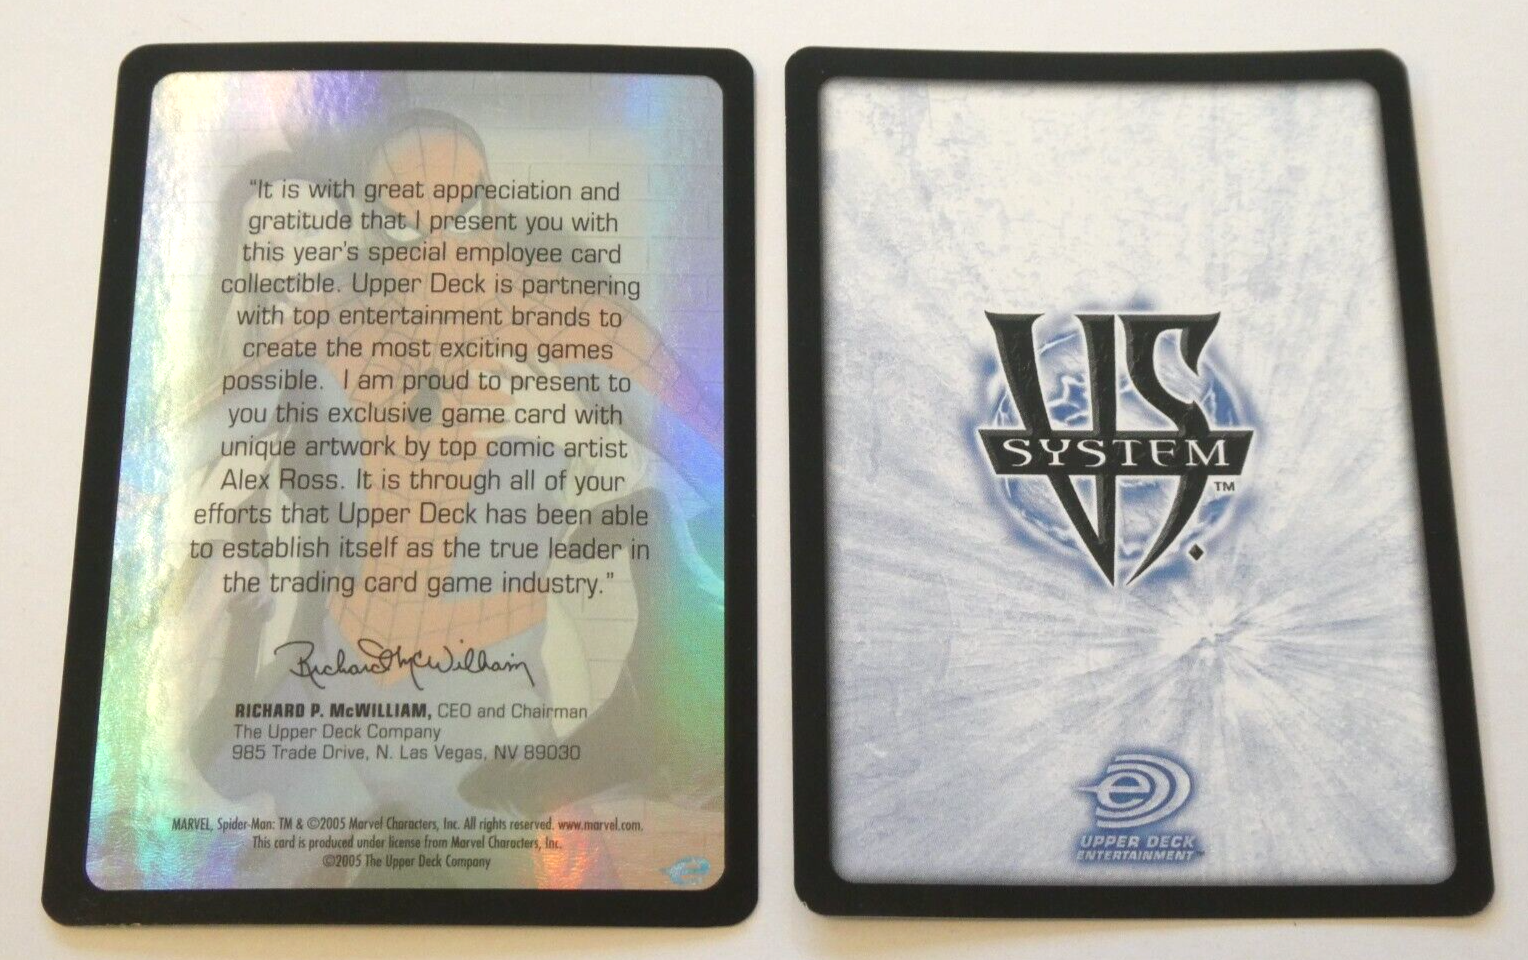 "It is with great appreciation and
gratitude that I present you with
this year's special employee card
collectible. Upper Deck is partnering
with top entertainment brands to
create the most exciting games
possible. I am proud to present to
you this exclusive game card with
unique artwork by top comic artist
Alex Ross. It is through all of your
efforts that Upper Deck has been able
to establish itself as the true leader in
the trading card game industry."
Richard McWilliam
RICHARD P. McWILLIAM, CEO and Chairman
The Upper Deck Company
985 Trade Drive, N. Las Vegas, NV 89030
MARVEL, Spider-Man: TM & ©2005 Marvel Characters, Inc. All rights reserved. www.marvel.com.
This card is produced under license from Marvel Characters, Inc.
©2005 The Upper Deck Company
VS.
SYSTEM
TM
e
UPPER DECK
ENTERTAINMENT™